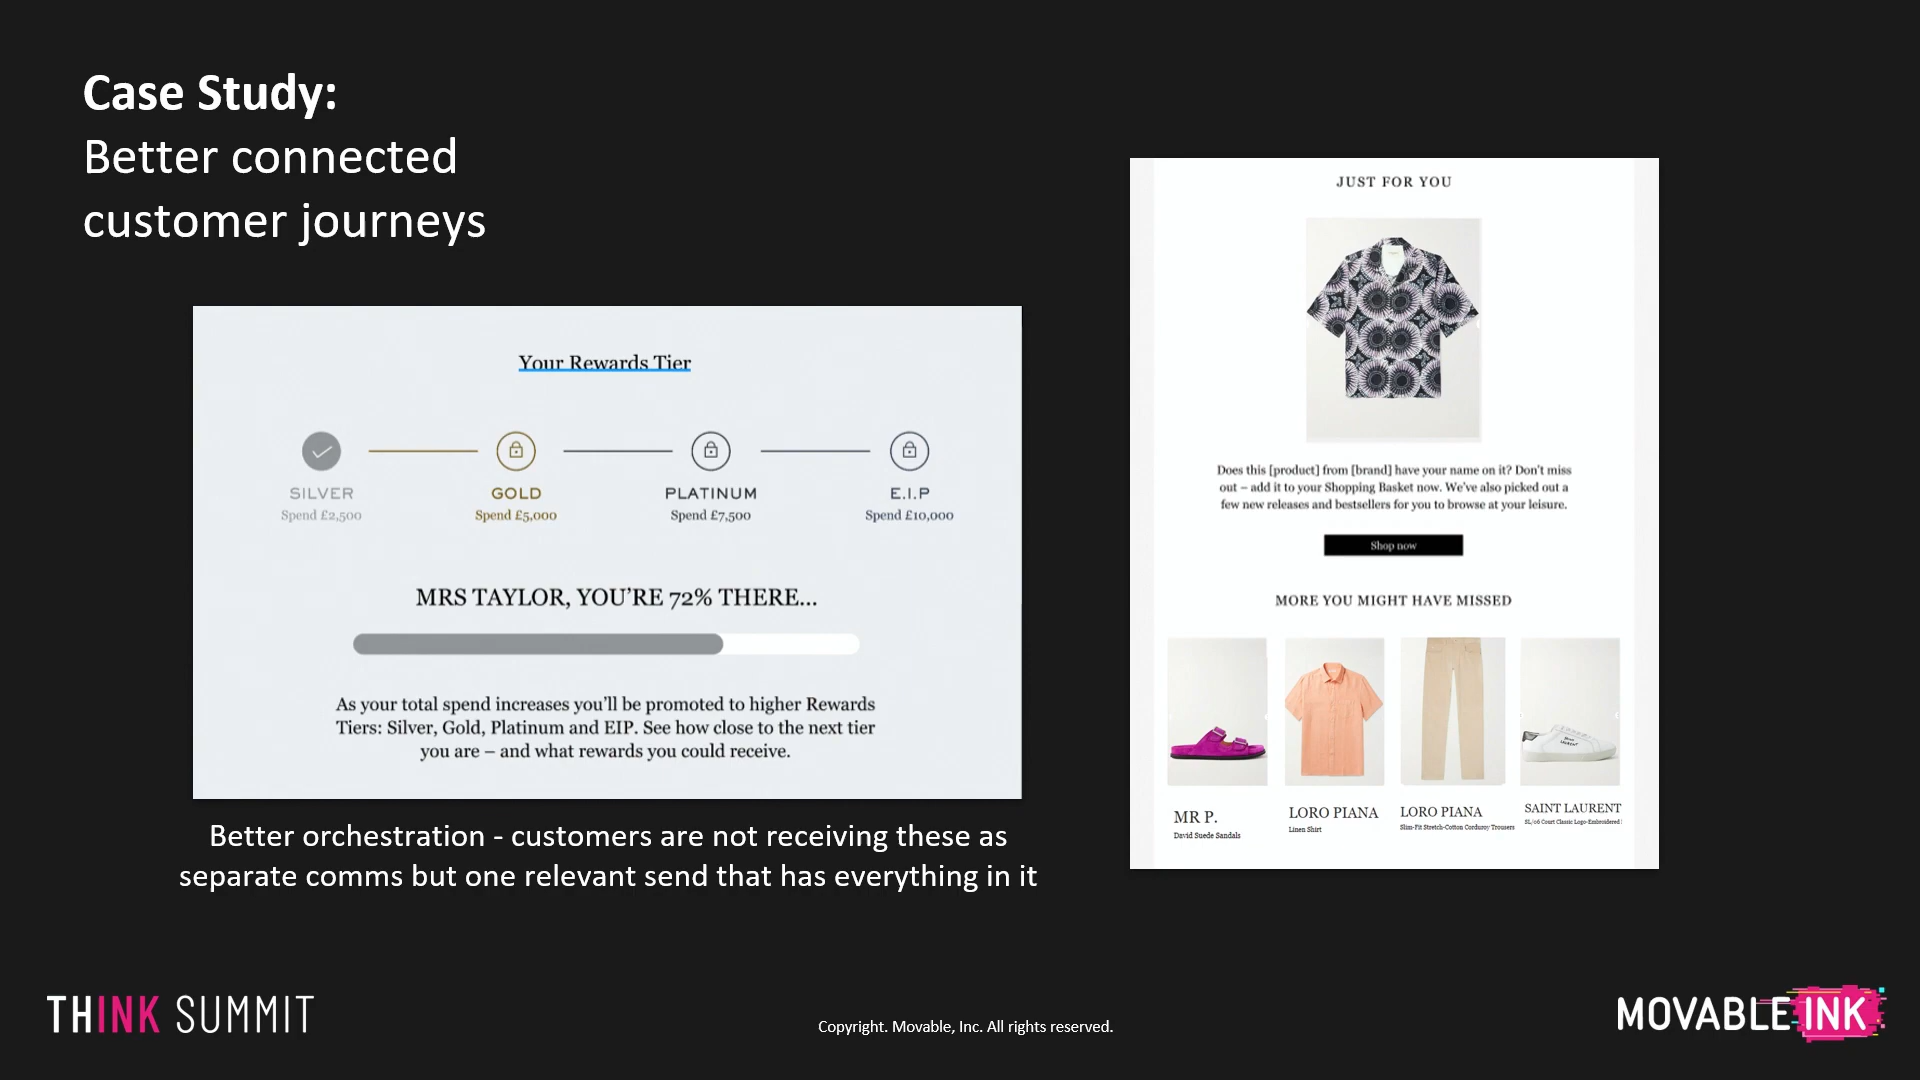 Case Study:
Better connected
customer journeys
Your Rewards Tier
SILVER
Spend £2,500
GOLD
Spend £5,000
PLATINUM
Spend £7,500
E.I.P
Spend £10,000
MRS TAYLOR, YOU’RE 72% THERE...
As your total spend increases you’ll be promoted to higher Rewards
Tiers: Silver, Gold, Platinum and EIP. See how close to the next tier
you are – and what rewards you could receive.
Better orchestration - customers are not receiving these as
separate comms but one relevant send that has everything in it
JUST FOR YOU
Does this [product] from [brand] have your name on it? Don’t miss
out – add it to your Shopping Basket now. We’ve also picked out a
few new releases and bestsellers for you to browse at your leisure.
Shop now
MORE YOU MIGHT HAVE MISSED
MR P.
David Suede Sandals
LORO PIANA
Linen Shirt
LORO PIANA
Slim-Fit Stretch-Cotton Corduroy Trousers
SAINT LAURENT
SL/06 Court Classic Logo-Embroidered
THINK SUMMIT
Copyright. Movable, Inc. All rights reserved.
MOVABLE INK